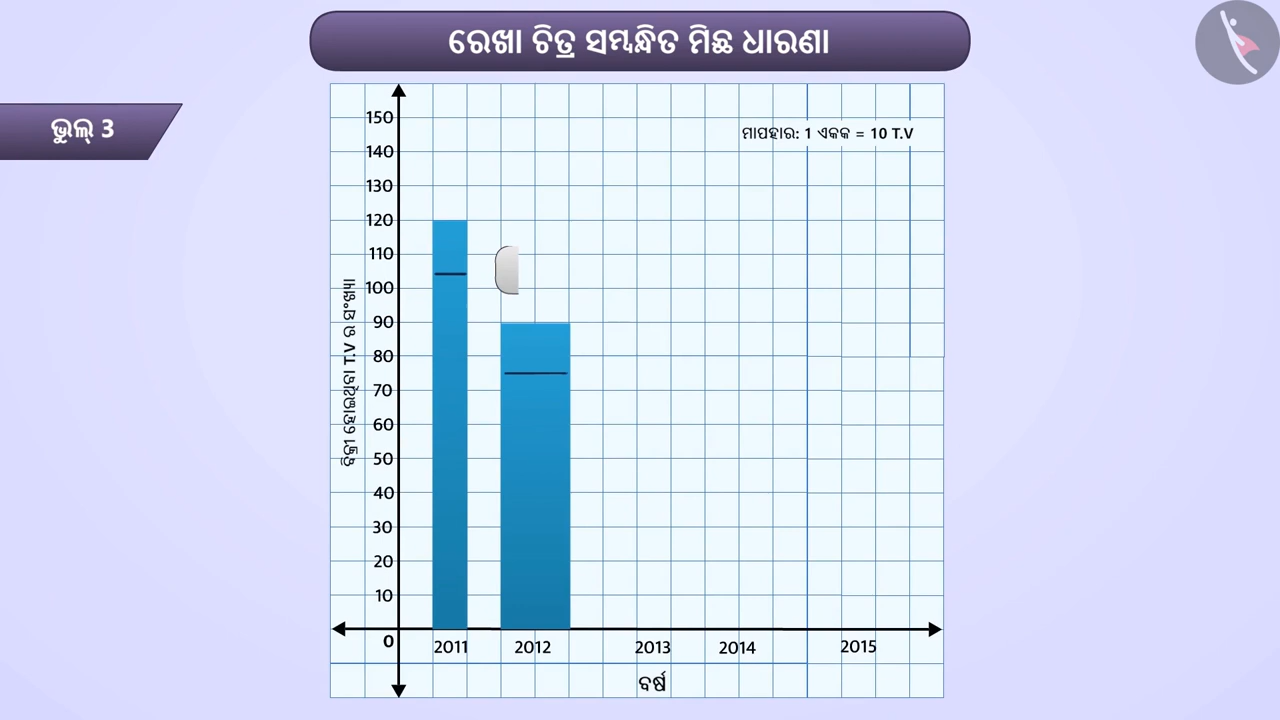 ରେଖା ଚିତ୍ର ସମ୍ବନ୍ଧିତ ମିଛ ଧାରଣା
ଭୁଲ୍ 3
ମାପହାର: 1 ଏକକ = 10 T.V
150
140
130
120
110
100
90
80
70
60
50
40
30
20
10
0
ବିକ୍ରୀ ହୋଇଥିବା T.V ର ସଂଖ୍ୟା
2011 2012 2013 2014 2015
ବର୍ଷ